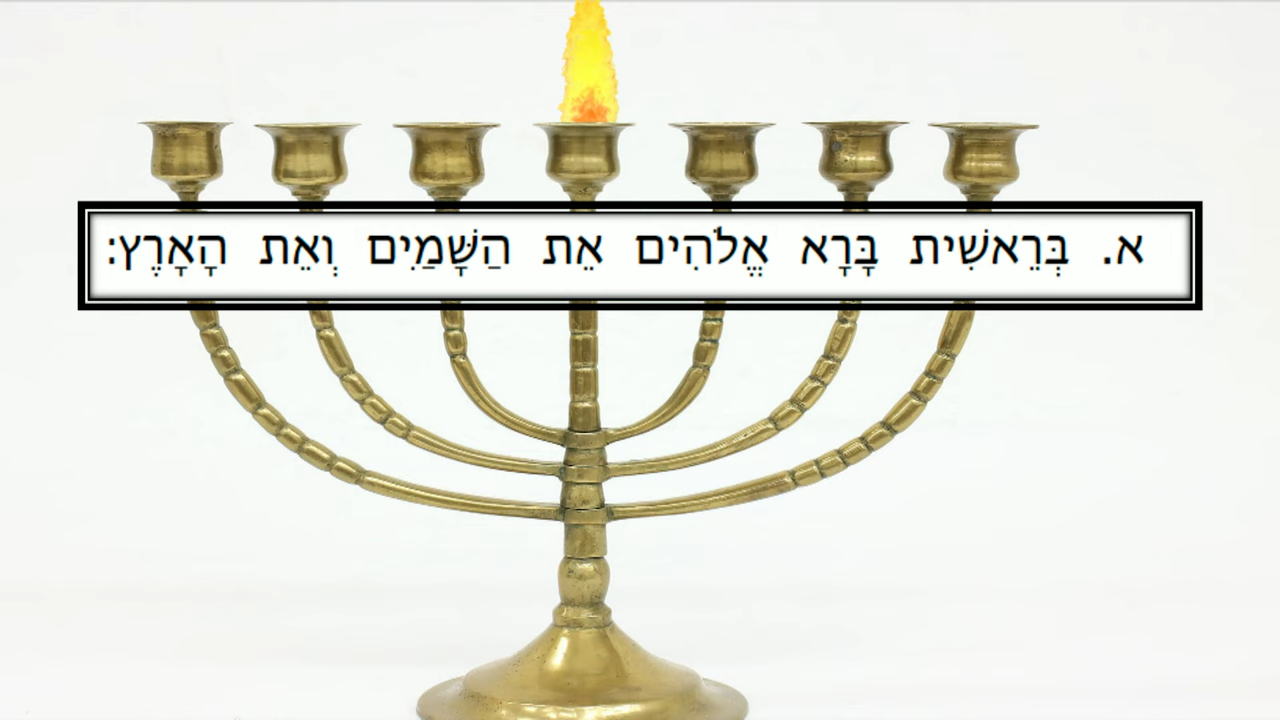 א. בְּרֵאשִׁית בָּרָא אֱלֹהִים אֵת הַשָּׁמַיִם וְאֵת הָאָרֶץ: